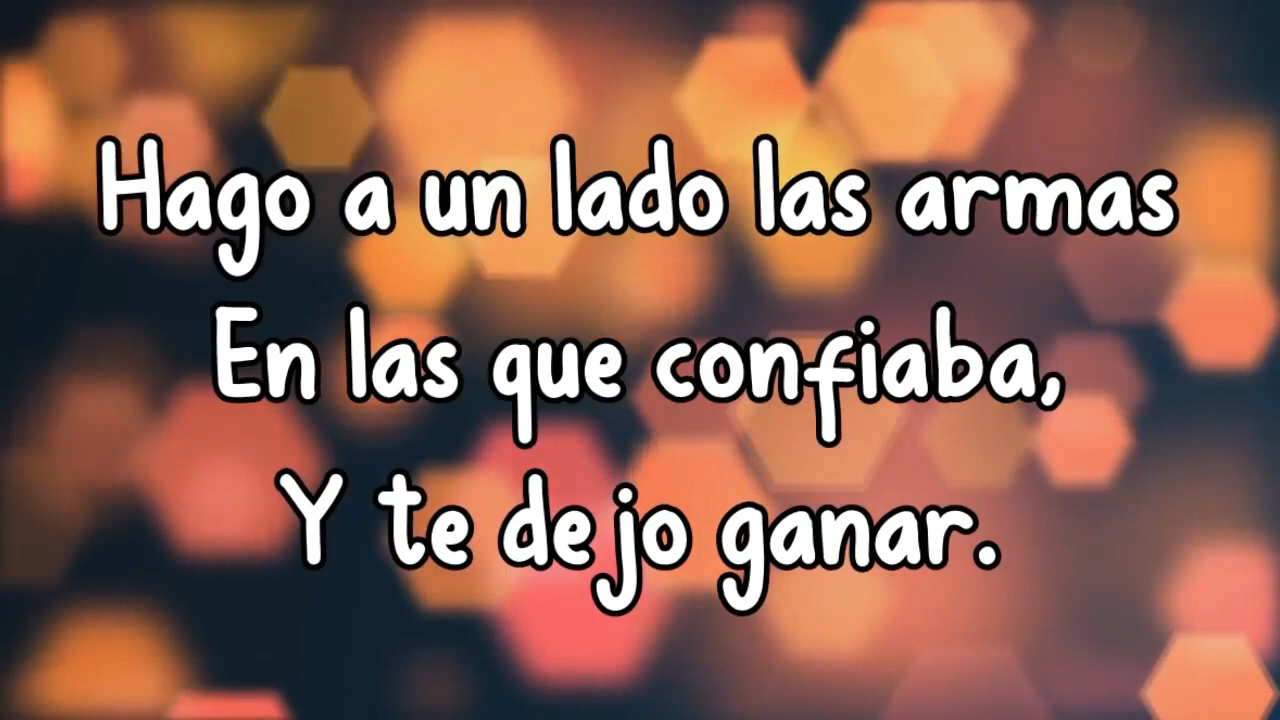 Hago a un lado las armas
En las que confiaba,
Y te dejo ganar.